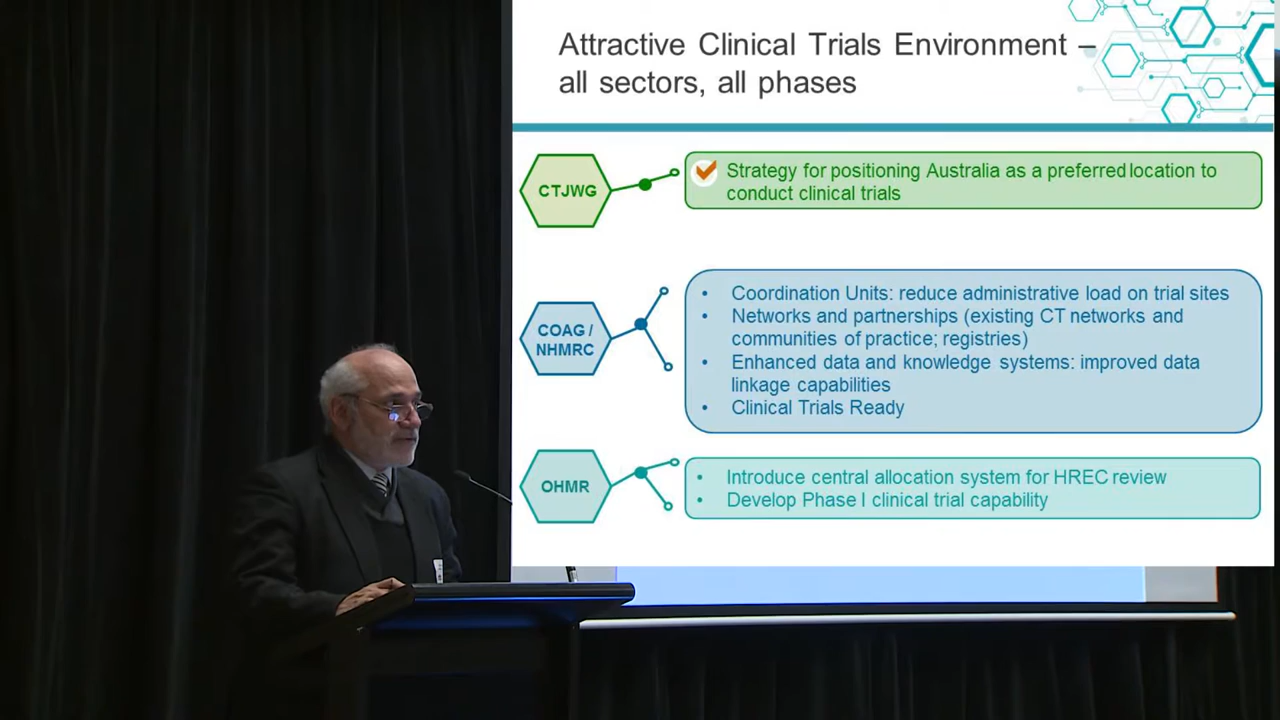 Attractive Clinical Trials Environment –
all sectors, all phases
CTJWG
Strategy for positioning Australia as a preferred location to
conduct clinical trials
COAG /
NHMRC
• Coordination Units: reduce administrative load on trial sites
• Networks and partnerships (existing CT networks and
communities of practice; registries)
• Enhanced data and knowledge systems: improved data
linkage capabilities
• Clinical Trials Ready
OHMR
• Introduce central allocation system for HREC review
• Develop Phase I clinical trial capability